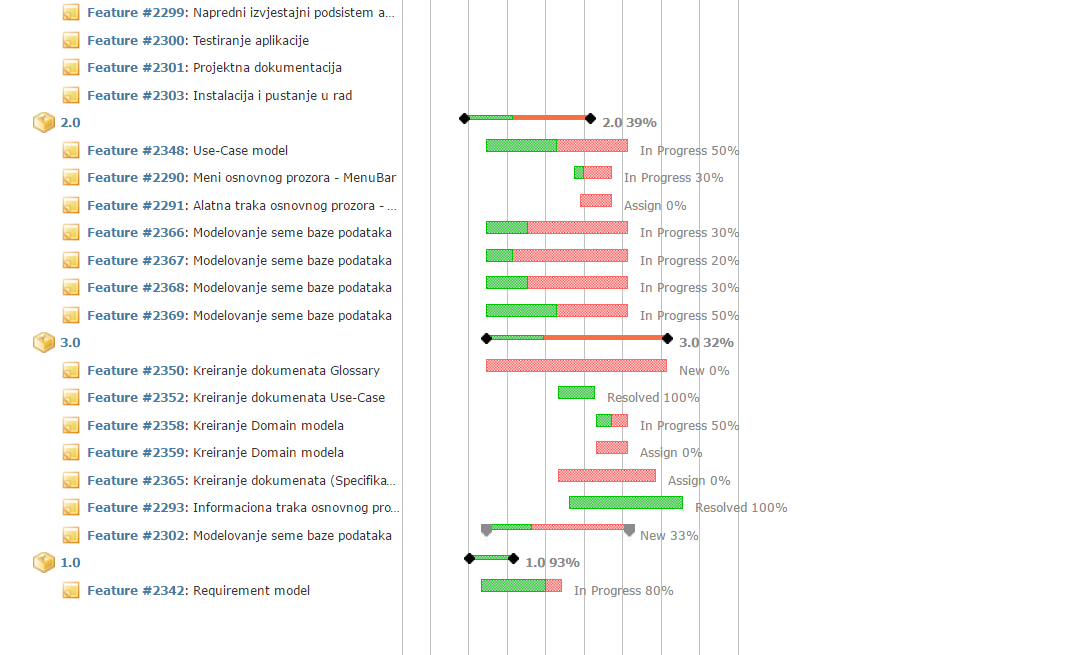 Feature #2299: Napredni izvjestajni podsistem a...
Feature #2300: Testiranje aplikacije
Feature #2301: Projektna dokumentacija
Feature #2303: Instalacija i pustanje u rad
2.0 2.0 39%
Feature #2348: Use-Case model In Progress 50%
Feature #2290: Meni osnovnog prozora - MenuBar In Progress 30%
Feature #2291: Alatna traka osnovnog prozora - ... Assign 0%
Feature #2366: Modelovanje seme baze podataka In Progress 30%
Feature #2367: Modelovanje seme baze podataka In Progress 20%
Feature #2368: Modelovanje seme baze podataka In Progress 30%
Feature #2369: Modelovanje seme baze podataka In Progress 50%
3.0 3.0 32%
Feature #2350: Kreiranje dokumenata Glossary New 0%
Feature #2352: Kreiranje dokumenata Use-Case Resolved 100%
Feature #2358: Kreiranje Domain modela In Progress 50%
Feature #2359: Kreiranje Domain modela Assign 0%
Feature #2365: Kreiranje dokumenata (Specifika... Assign 0%
Feature #2293: Informaciona traka osnovnog pro... Resolved 100%
Feature #2302: Modelovanje seme baze podataka New 33%
1.0 1.0 93%
Feature #2342: Requirement model In Progress 80%